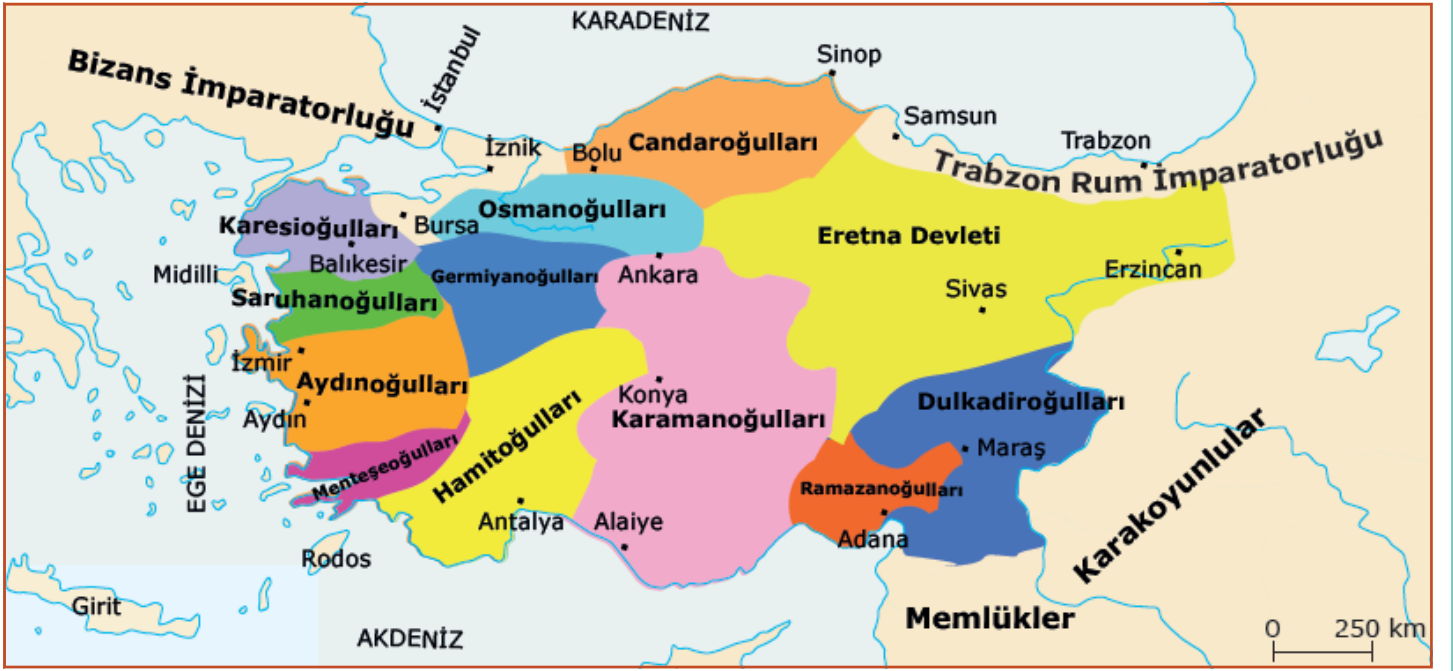 KARADENİZ
Sinop
Bizans İmparatorluğu
İstanbul
Samsun
Trabzon
Trabzon Rum İmparatorluğu
İznik
Bolu
Candaroğulları
Osmanoğulları
Karesioğulları
Bursa
Eretna Devleti
Balıkesir
Midilli
Germiyanoğulları
Ankara
Erzincan
Sivas
Saruhanoğulları
İzmir
Aydınoğulları
Aydın
EGE DENİZİ
Konya
Karamanoğulları
Dulkadiroğulları
Hamitoğulları
Menteşeoğulları
Maraş
Ramazanoğulları
Karakoyunlular
Antalya
Alaiye
Adana
Rodos
Girit
AKDENİZ
Memlükler
0 250 km